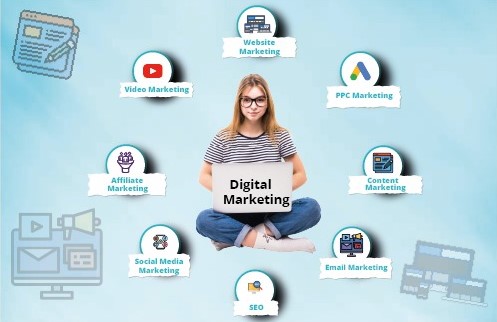 Website
Marketing
Video Marketing
PPC Marketing
Affiliate
Marketing
Digital
Marketing
Content
Marketing
Social Media
Marketing
Email Marketing
SEO